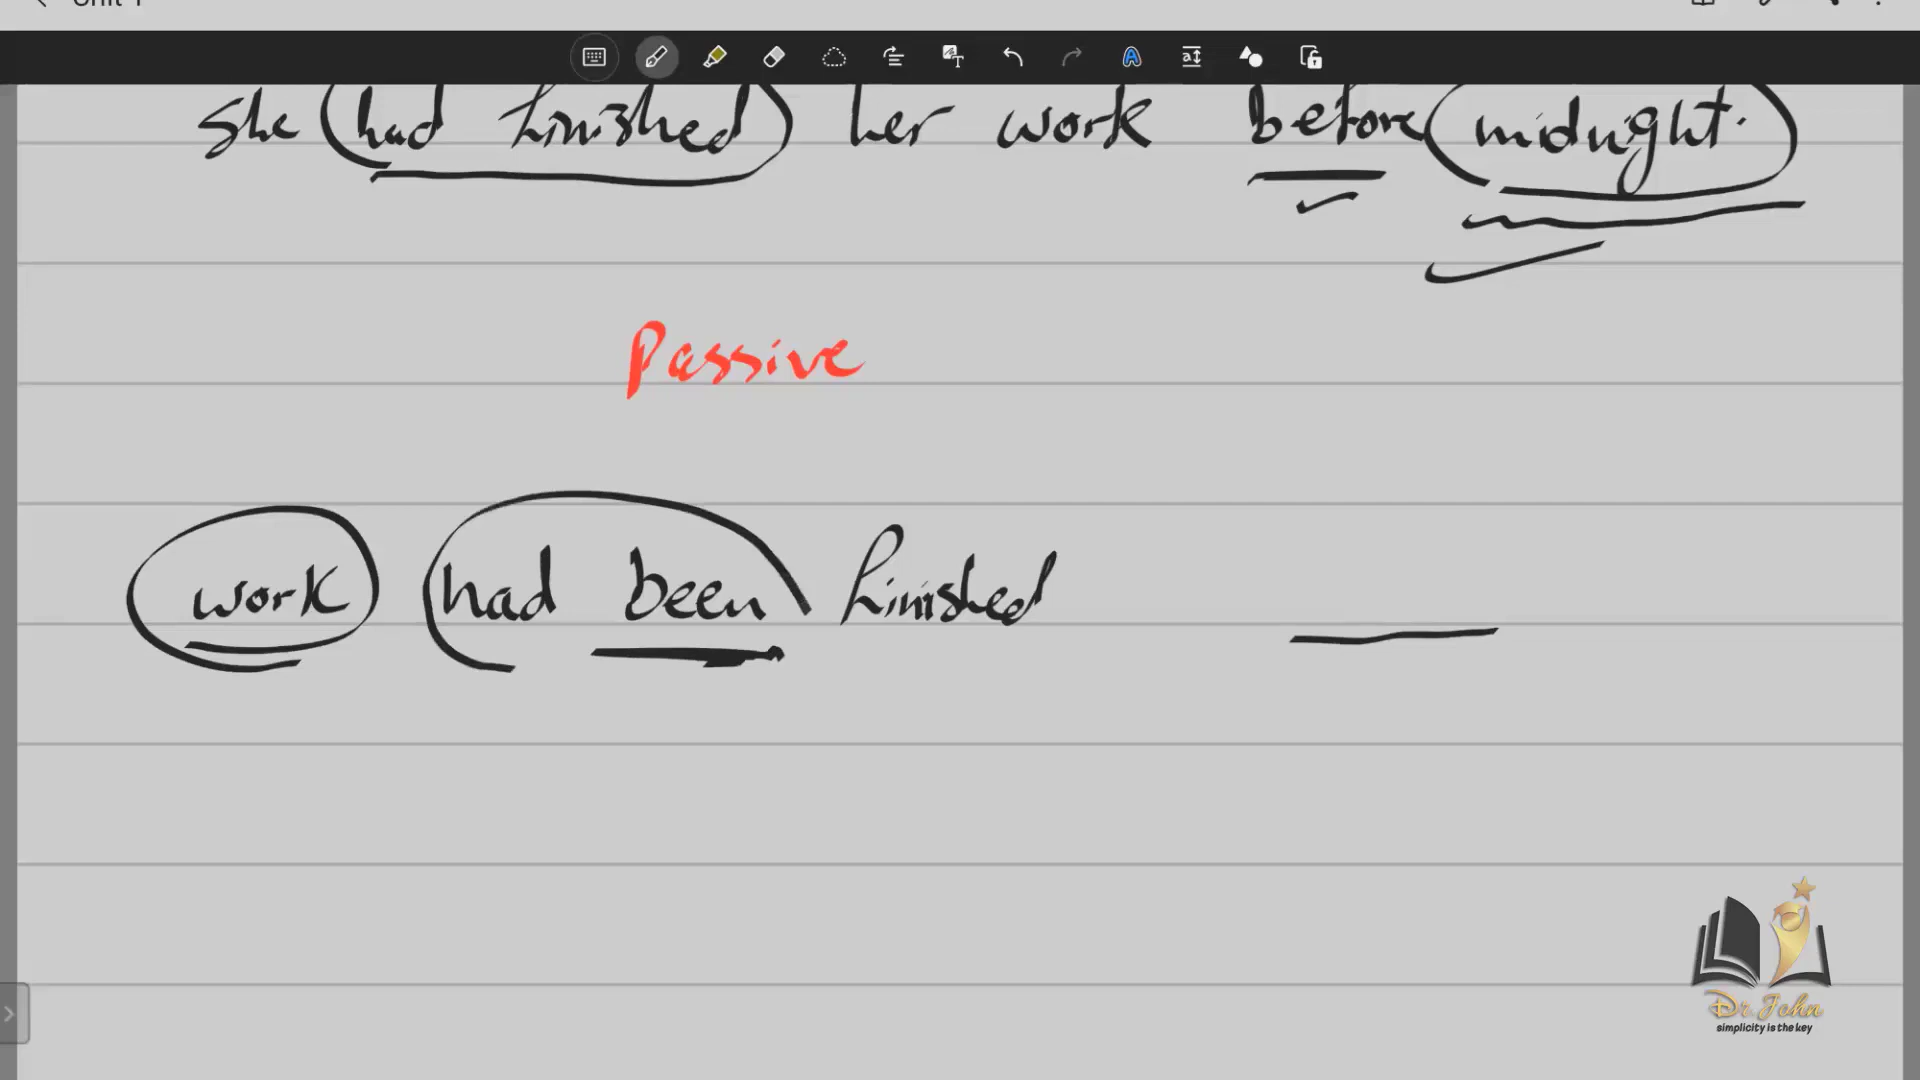 she had finished her work before midnight.
Passive
work had been finished
Dr. John
simplicity is the key